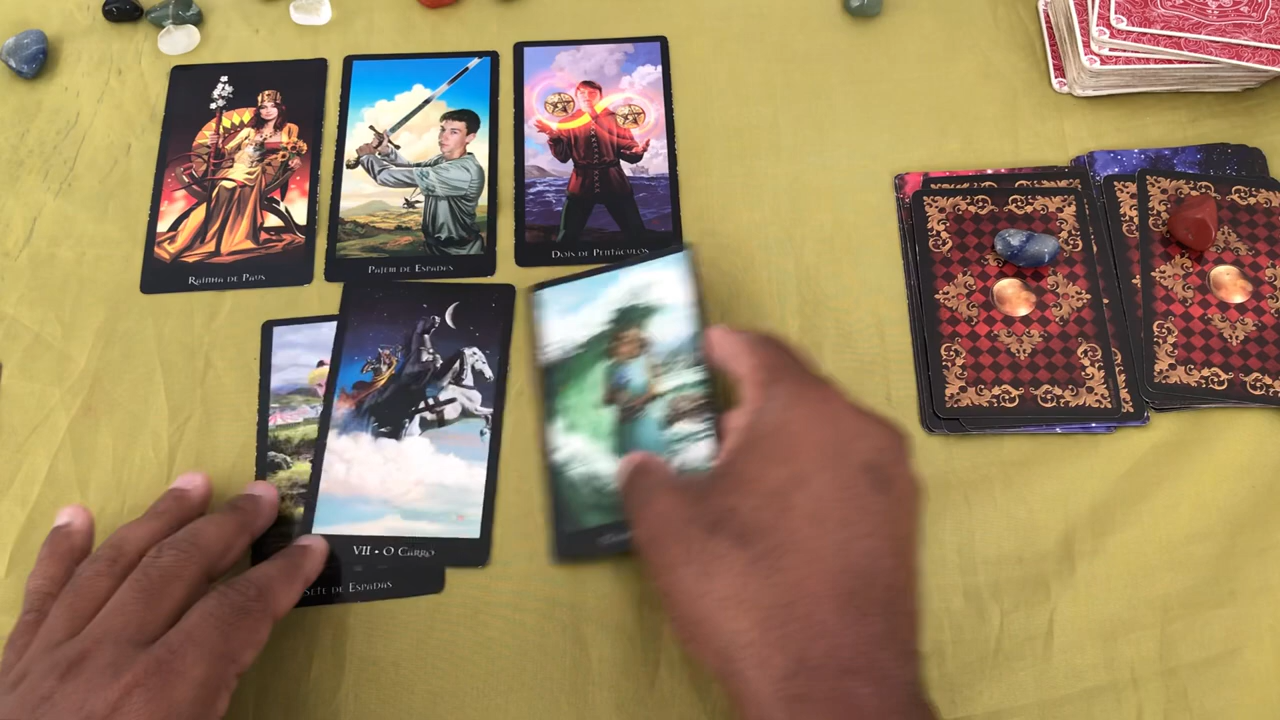 Rainha de Paus
Pajem de Espadas
Dois de Pentáculos
VII • O Carro
Sete de Espadas